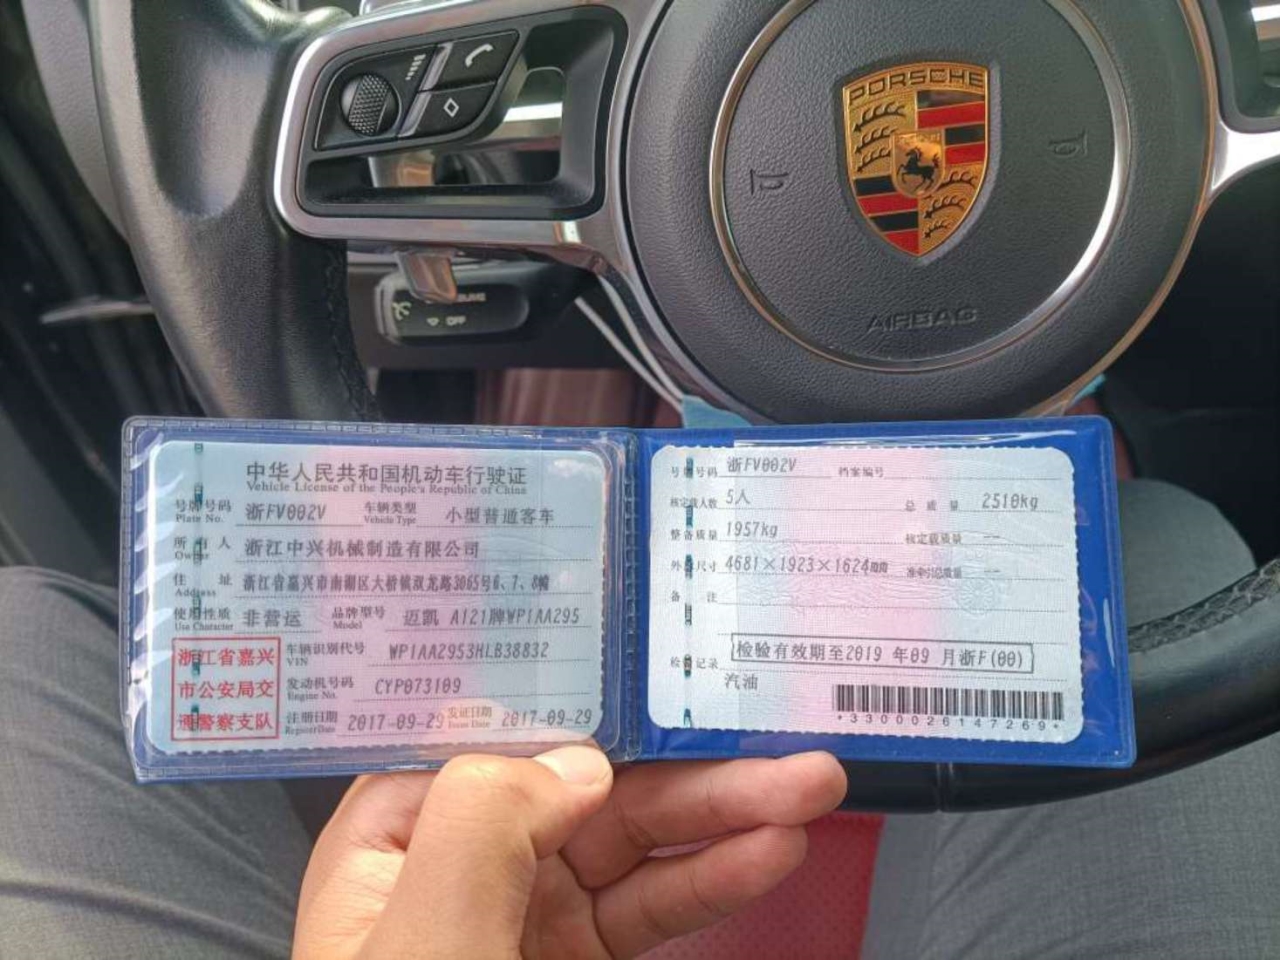 PORSCHE
AIRBAG
OFF
中华人民共和国机动车行驶证
Vehicle License of the People's Republic of China
号牌号码 浙FV002V 车辆类型 小型普通客车
Plate No. Vehicle Type
所有人 浙江中兴机械制造有限公司
Owner
住址 浙江省嘉兴市南湖区大桥镇双龙路3065号6、7、8幢
Address
使用性质 非营运 品牌型号 迈凯 A121牌WP1AA295
Use Character Model
浙江省嘉兴
市公安局交
通警察支队
车辆识别代号 WP1AA2953HLB38832
VIN
发动机号码 CYP073109
Engine No.
注册日期 2017-09-29 发证日期 2017-09-29
Register Date Issue Date
号牌号码 浙FV002V 档案编号
核定载人数 5人 总质量 2510kg
整备质量 1957kg 核定载质量 --
外廓尺寸 4681×1923×1624mm 准牵引总质量 --
备注
检验记录 检验有效期至2019 年09 月浙F(00)
汽油
*3300026147269*